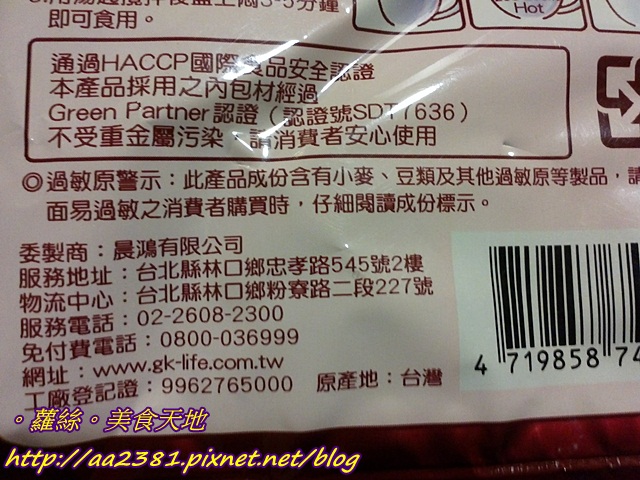 即可食用。
Hot
通過HACCP國際食品安全認證
本產品採用之內包材經過
Green Partner認證（認證號SDT17636）
不受重金屬污染，請消費者安心使用
◎過敏原警示：此產品成份含有小麥、豆類及其他過敏原等製品，請
面易過敏之消費者購買時，仔細閱讀成份標示。
委製商：晨鴻有限公司
服務地址：台北縣林口鄉忠孝路545號2樓
物流中心：台北縣林口鄉粉寮路二段227號
服務電話：02-2608-2300
免付費電話：0800-036999
網址：www.gk-life.com.tw
工廠登記證：9962765000 原產地：台灣
4 719858 74
。蘿絲。美食天地
http://aa2381.pixnet.net/blog